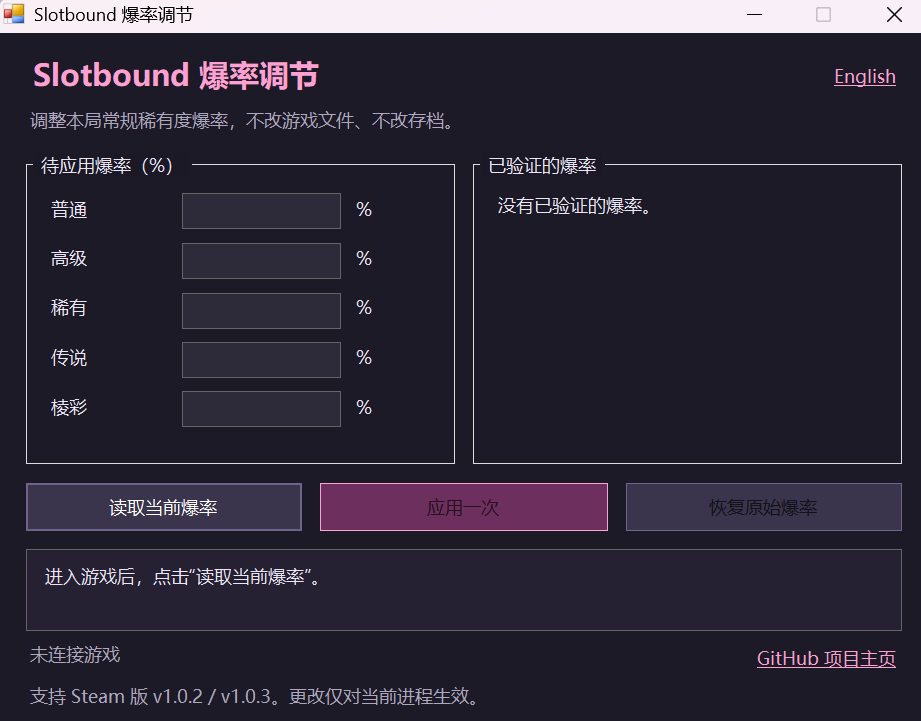 Slotbound 爆率调节
Slotbound 爆率调节
English
调整本局常规稀有度爆率，不改游戏文件、不改存档。
待应用爆率（%）
普通 %
高级 %
稀有 %
传说 %
棱彩 %
已验证的爆率
没有已验证的爆率。
读取当前爆率
应用一次
恢复原始爆率
进入游戏后，点击“读取当前爆率”。
未连接游戏
GitHub 项目主页
支持 Steam 版 v1.0.2 / v1.0.3。更改仅对当前进程生效。